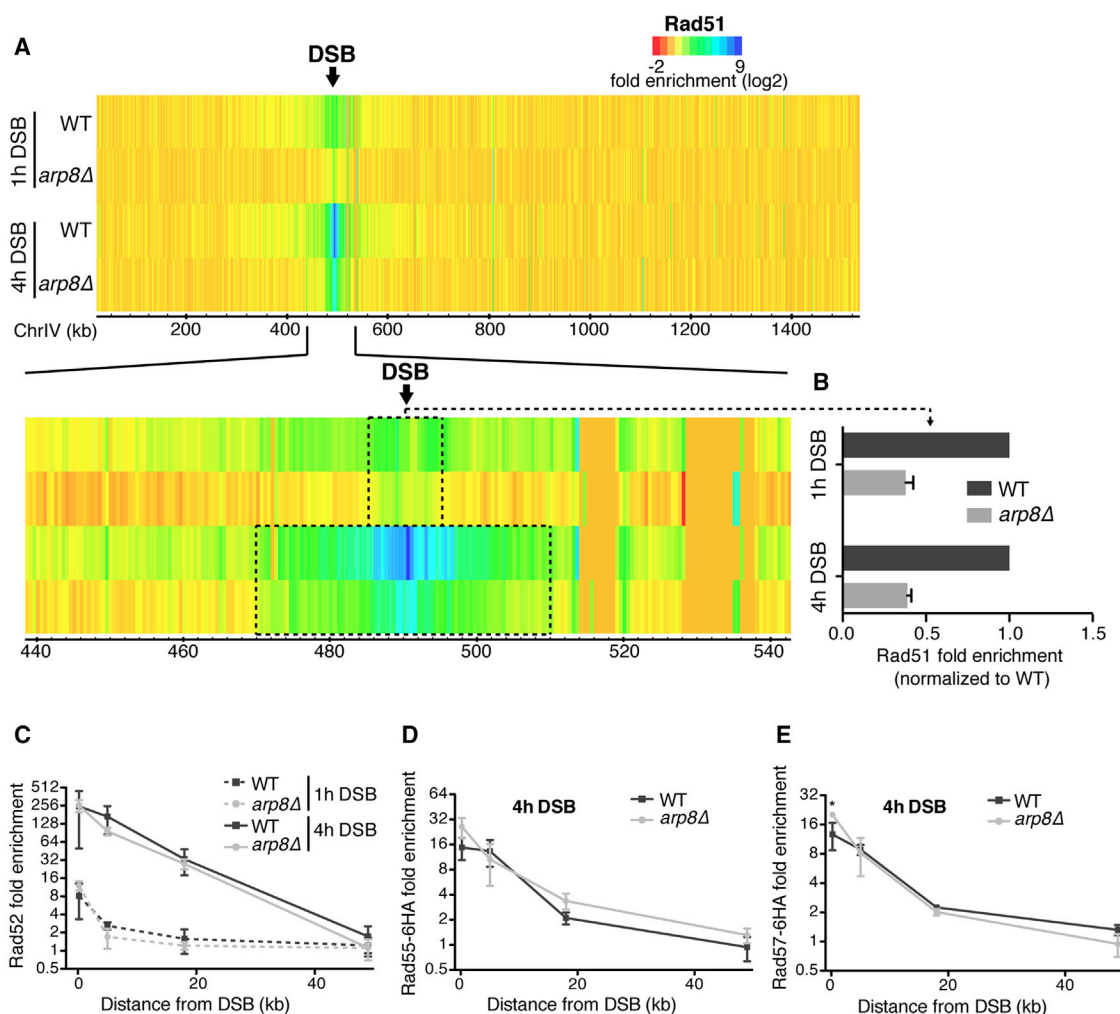 A
DSB
Rad51
-2 9
fold enrichment (log2)
1h DSB
WT
arp8Δ
4h DSB
WT
arp8Δ
ChrIV (kb) 200 400 600 800 1000 1200 1400
DSB
440 460 480 500 520 540
B
1h DSB
4h DSB
WT
arp8Δ
0.0 0.5 1.0 1.5
Rad51 fold enrichment
(normalized to WT)
C
Rad52 fold enrichment
512
256
128
64
32
16
8
4
2
1
0.5
WT
arp8Δ
1h DSB
WT
arp8Δ
4h DSB
0 20 40
Distance from DSB (kb)
D
Rad55-6HA fold enrichment
64
32
16
8
4
2
1
0.5
4h DSB
WT
arp8Δ
0 20 40
Distance from DSB (kb)
E
Rad57-6HA fold enrichment
32
16
8
4
2
1
0.5
*
4h DSB
WT
arp8Δ
0 20 40
Distance from DSB (kb)